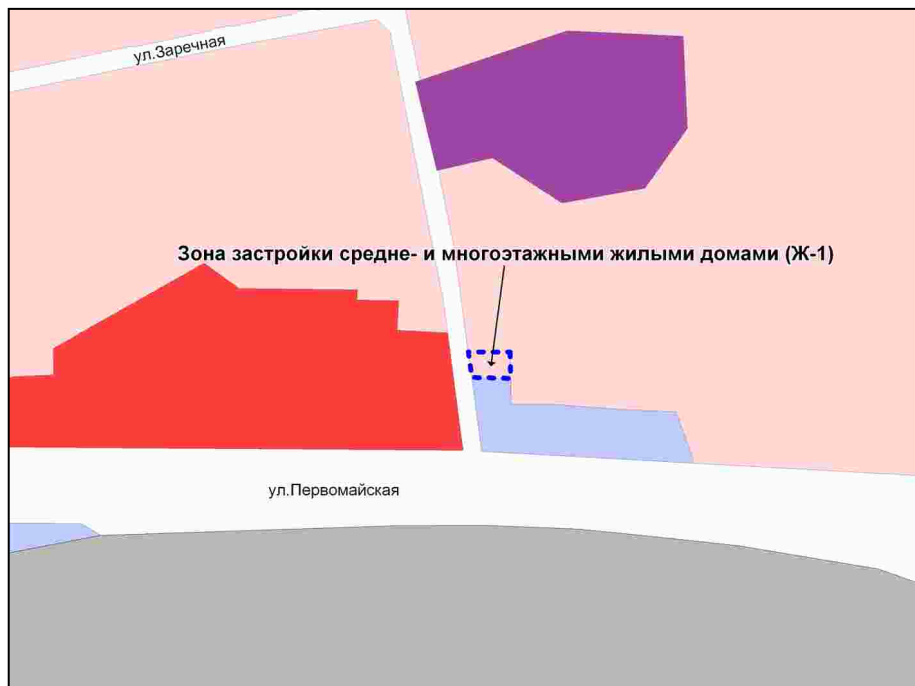 ул.Заречная
Зона застройки средне- и многоэтажными жилыми домами (Ж-1)
ул.Первомайская